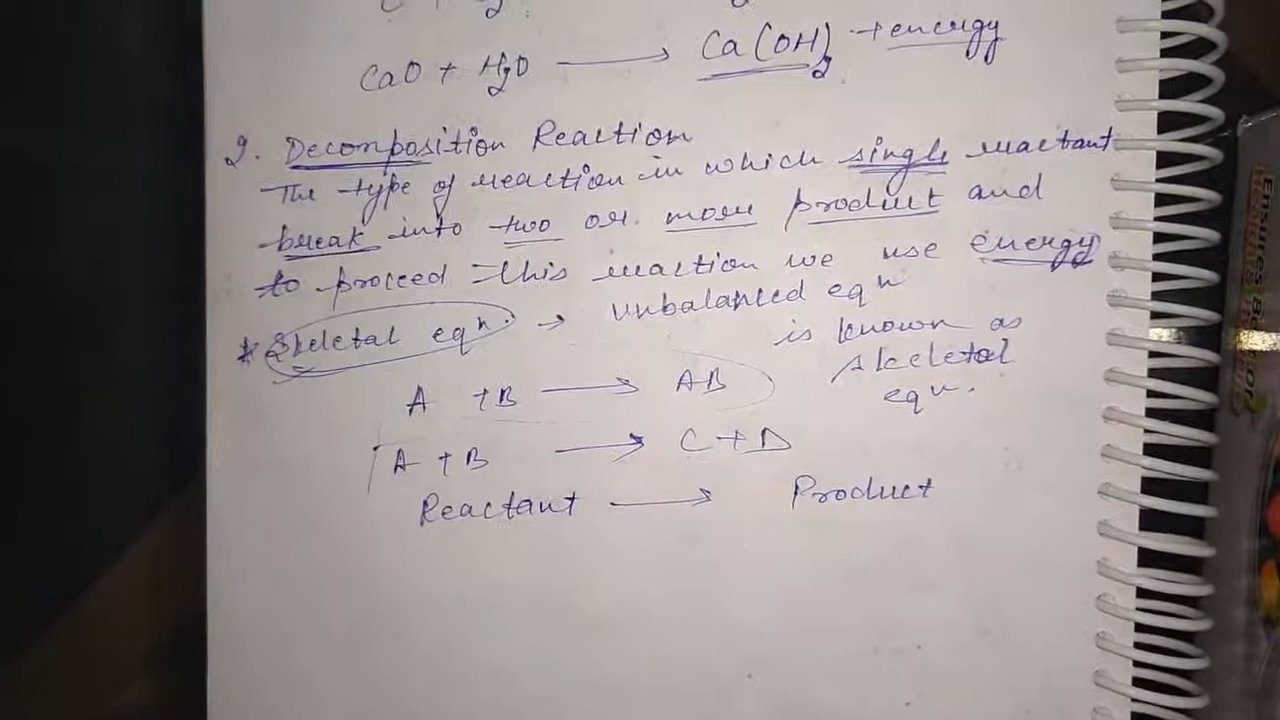 CaO + H2O → Ca(OH)2 + energy
2. Decomposition Reaction
The type of reaction in which single reactant
break into two or. more product and
to proceed this reaction we use energy
* Skeletal eqn. → Unbalanced eqn
is known as
skeletal
eqn.
A + B → AB
A + B → C + D
Reactant → Product
Ensures Be